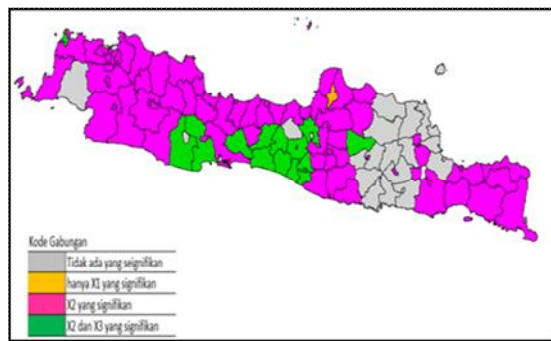 Kode Gabungan
Tidak ada yang seignifikan
hanya X1 yang signifikan
X2 yang signifikan
X2 dan X3 yang signifikan